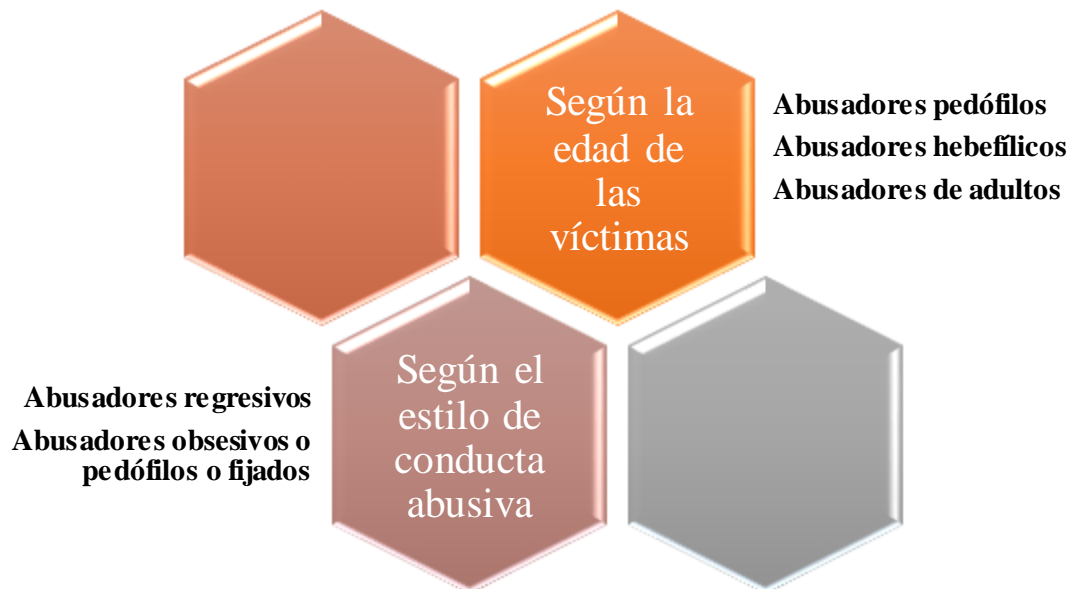 Según la
edad de
las
víctimas
Abusadores pedófilos
Abusadores hebefílicos
Abusadores de adultos
Abusadores regresivos
Abusadores obsesivos o
pedófilos o fijados
Según el
estilo de
conducta
abusiva